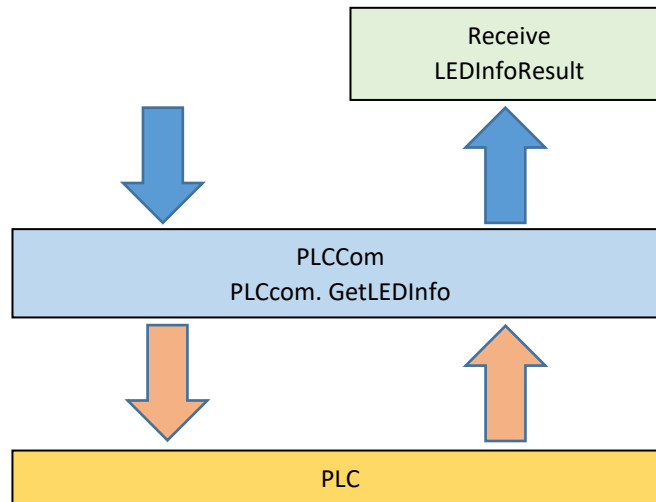 Receive
LEDInfoResult
PLCCom
PLCcom. GetLEDInfo
PLC